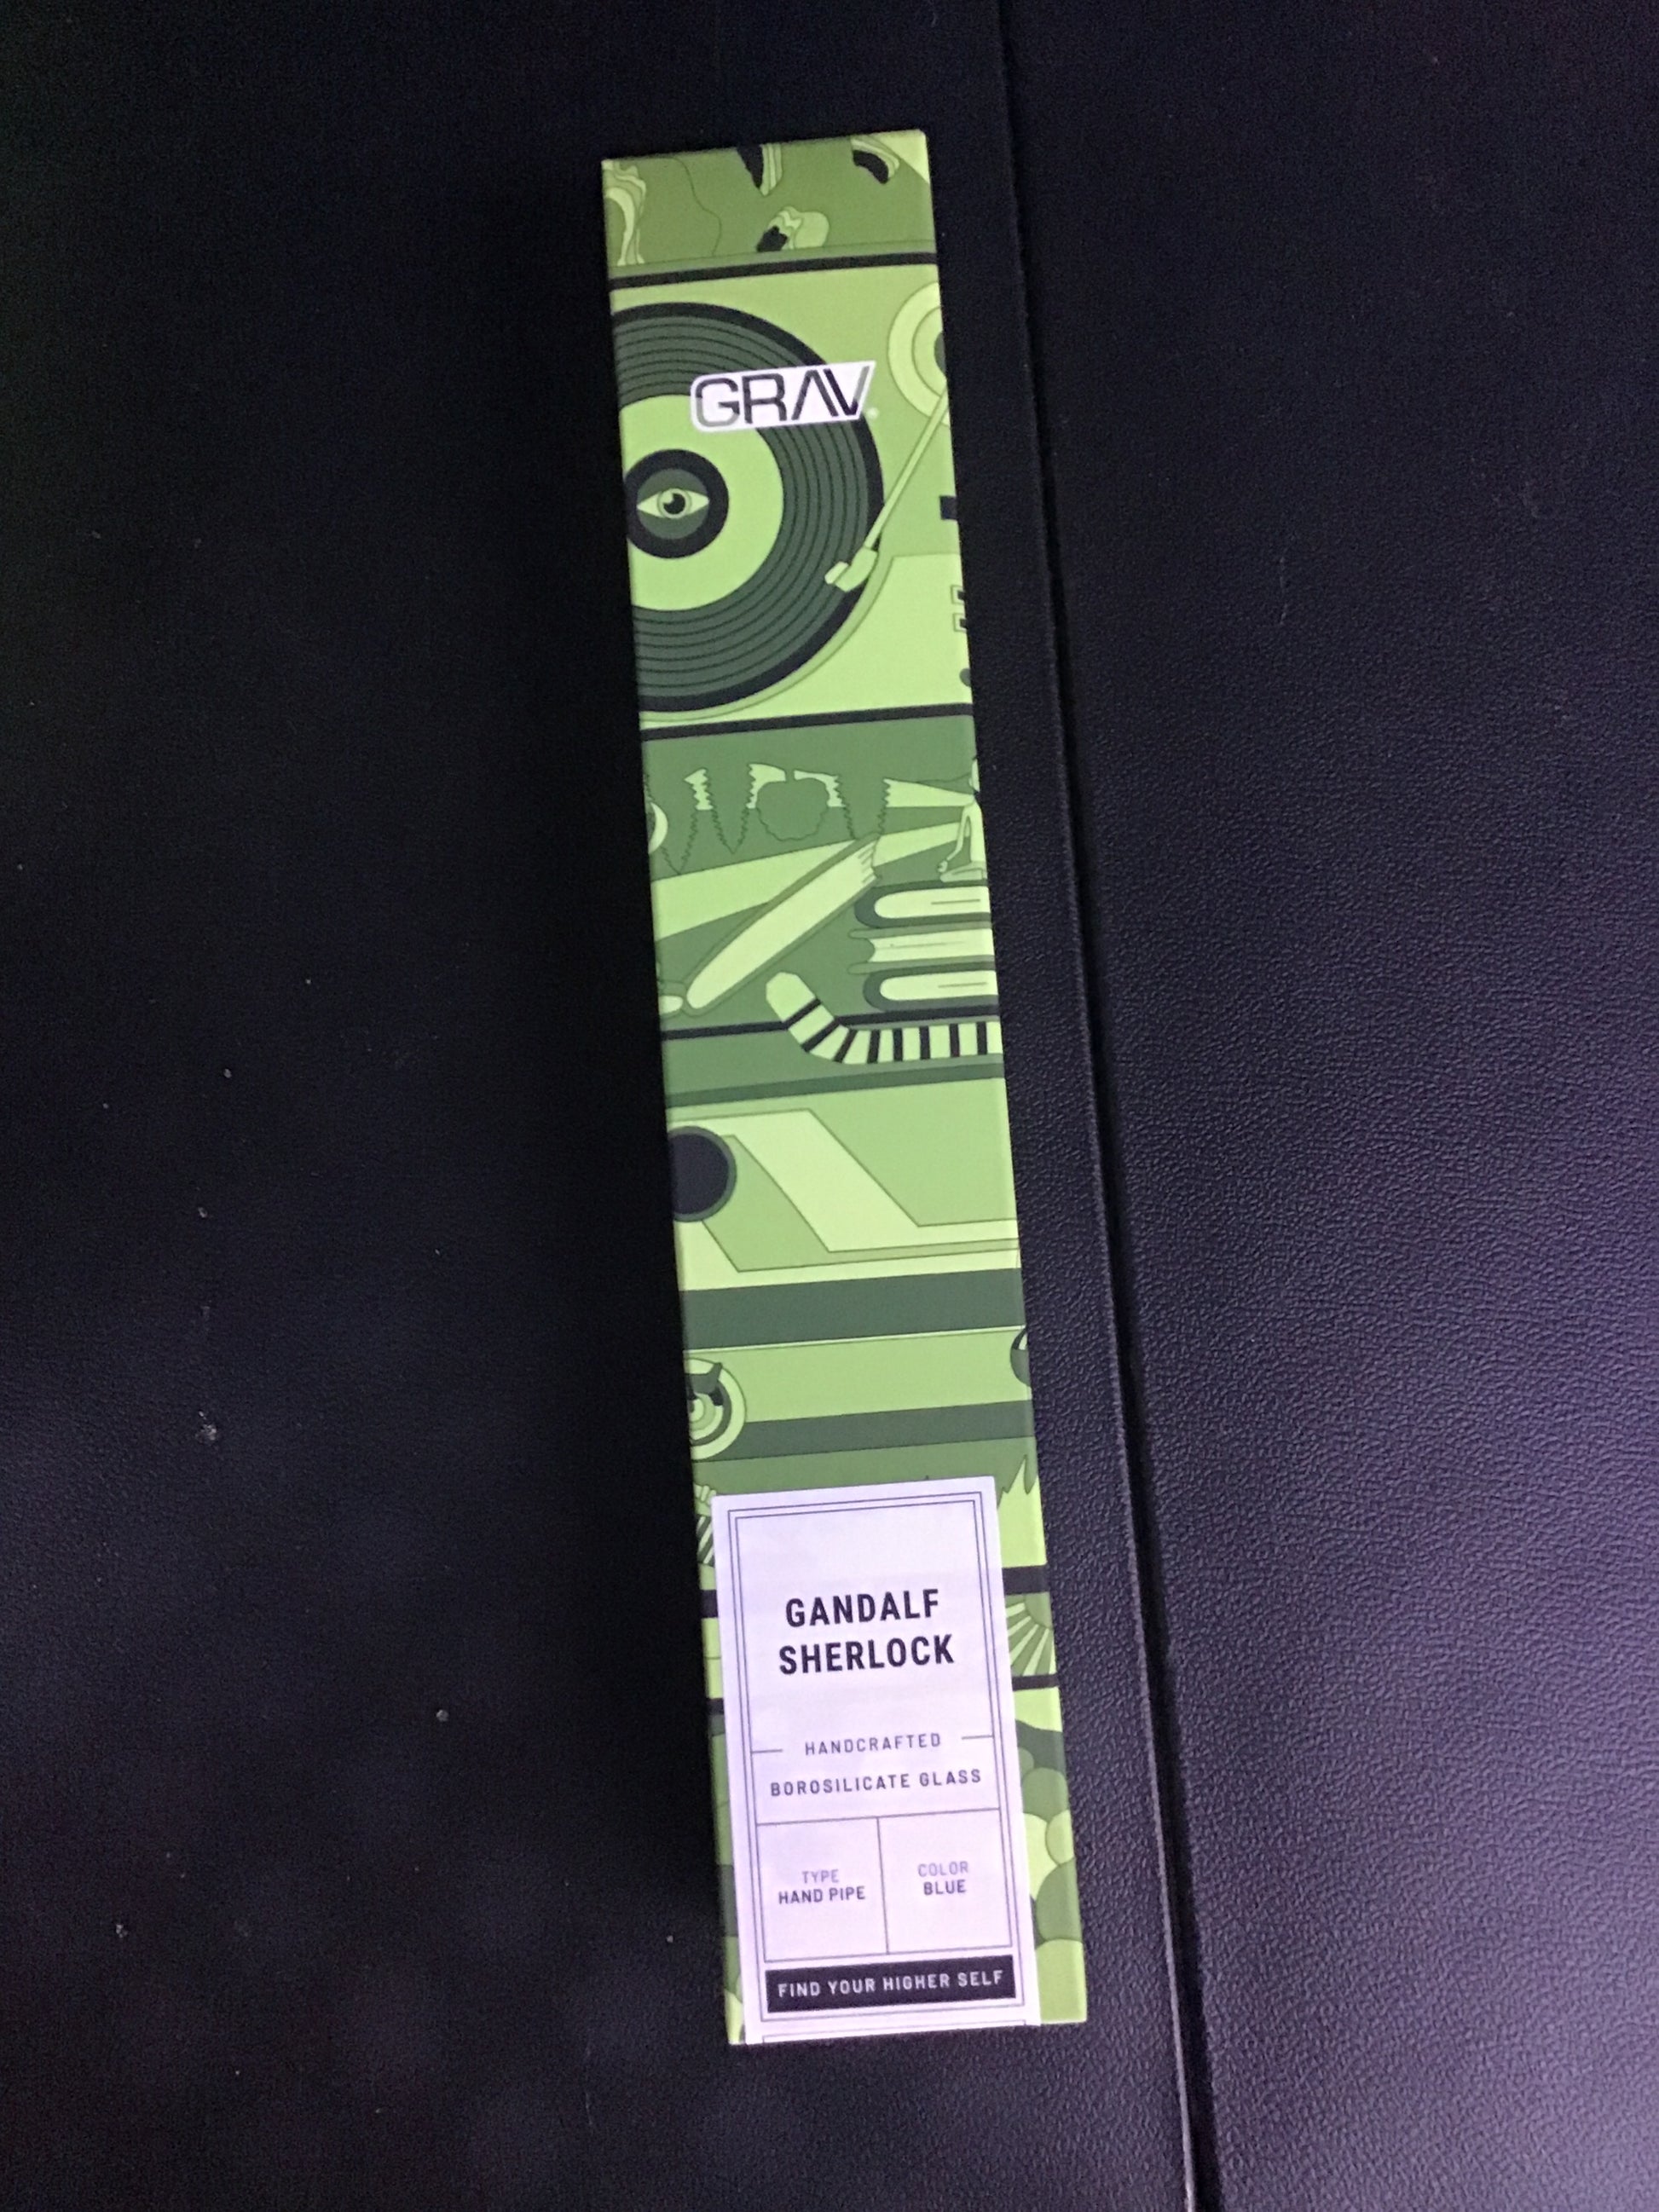 GRAV
GANDALF
SHERLOCK
HANDCRAFTED
BOROSILICATE GLASS
TYPE
HAND PIPE
COLOR
BLUE
FIND YOUR HIGHER SELF